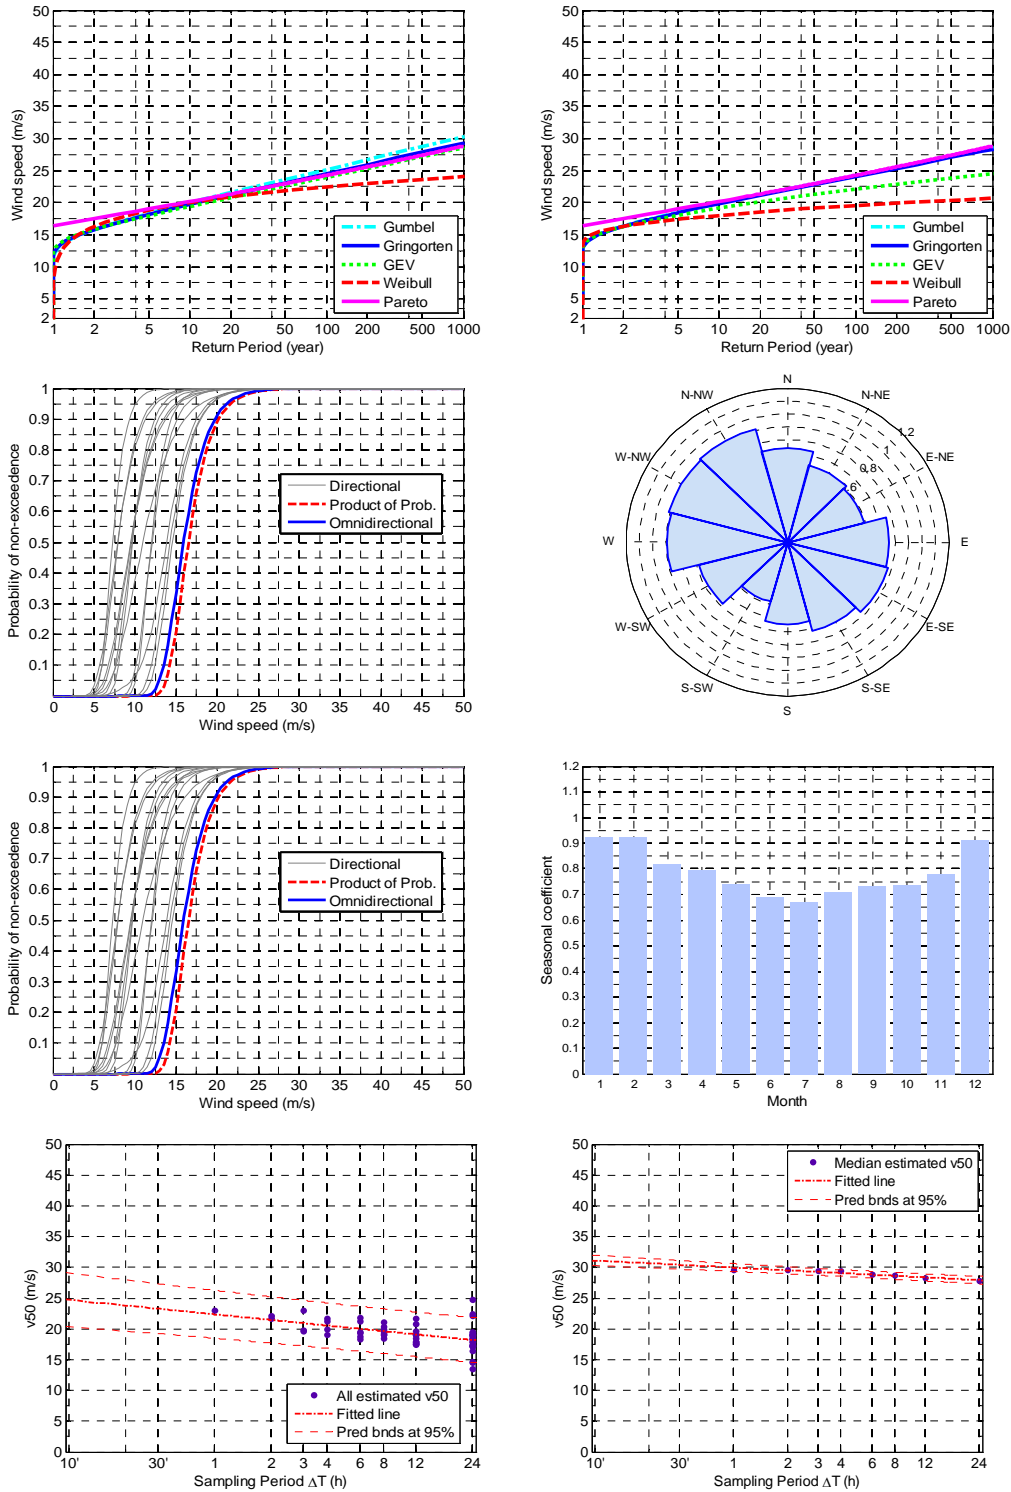 50
45
40
35
30
25
20
15
10
5
2
Wind speed (m/s)
1 2 5 10 20 50 100 200 500 1000
Return Period (year)
Gumbel
Gringorten
GEV
Weibull
Pareto
50
45
40
35
30
25
20
15
10
5
2
Wind speed (m/s)
1 2 5 10 20 50 100 200 500 1000
Return Period (year)
Gumbel
Gringorten
GEV
Weibull
Pareto
1
0.9
0.8
0.7
0.6
0.5
0.4
0.3
0.2
0.1
Probability of non-exceedence
0 5 10 15 20 25 30 35 40 45 50
Wind speed (m/s)
Directional
Product of Prob.
Omnidirectional
N
N-NE
E-NE
E
E-SE
S-SE
S
S-SW
W-SW
W
W-NW
N-NW
1.2
1
0.8
.6
1
0.9
0.8
0.7
0.6
0.5
0.4
0.3
0.2
0.1
Probability of non-exceedence
0 5 10 15 20 25 30 35 40 45 50
Wind speed (m/s)
Directional
Product of Prob.
Omnidirectional
1.2
1.1
1
0.9
0.8
0.7
0.6
0.5
0.4
0.3
0.2
0.1
0
Seasonal coefficient
1 2 3 4 5 6 7 8 9 10 11 12
Month
50
45
40
35
30
25
20
15
10
5
0
v50 (m/s)
10' 30' 1 2 3 4 6 8 12 24
Sampling Period ΔT (h)
All estimated v50
Fitted line
Pred bnds at 95%
50
45
40
35
30
25
20
15
10
5
0
v50 (m/s)
10' 30' 1 2 3 4 6 8 12 24
Sampling Period ΔT (h)
Median estimated v50
Fitted line
Pred bnds at 95%